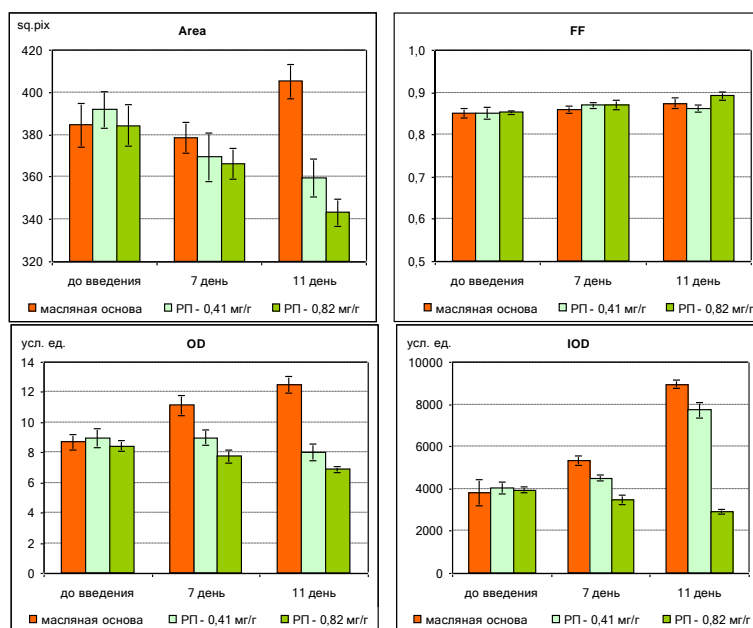 sq.pix
Area
420
400
380
360
340
320
до введения 7 день 11 день
масляная основа РП - 0,41 мг/г РП - 0,82 мг/г
FF
1,0
0,9
0,8
0,7
0,6
0,5
до введения 7 день 11 день
масляная основа РП - 0,41 мг/г РП - 0,82 мг/г
усл. ед.
OD
14
12
10
8
6
4
2
0
до введения 7 день 11 день
масляная основа РП - 0,41 мг/г РП - 0,82 мг/г
усл. ед.
IOD
10000
8000
6000
4000
2000
0
до введения 7 день 11 день
масляная основа РП - 0,41 мг/г РП - 0,82 мг/г